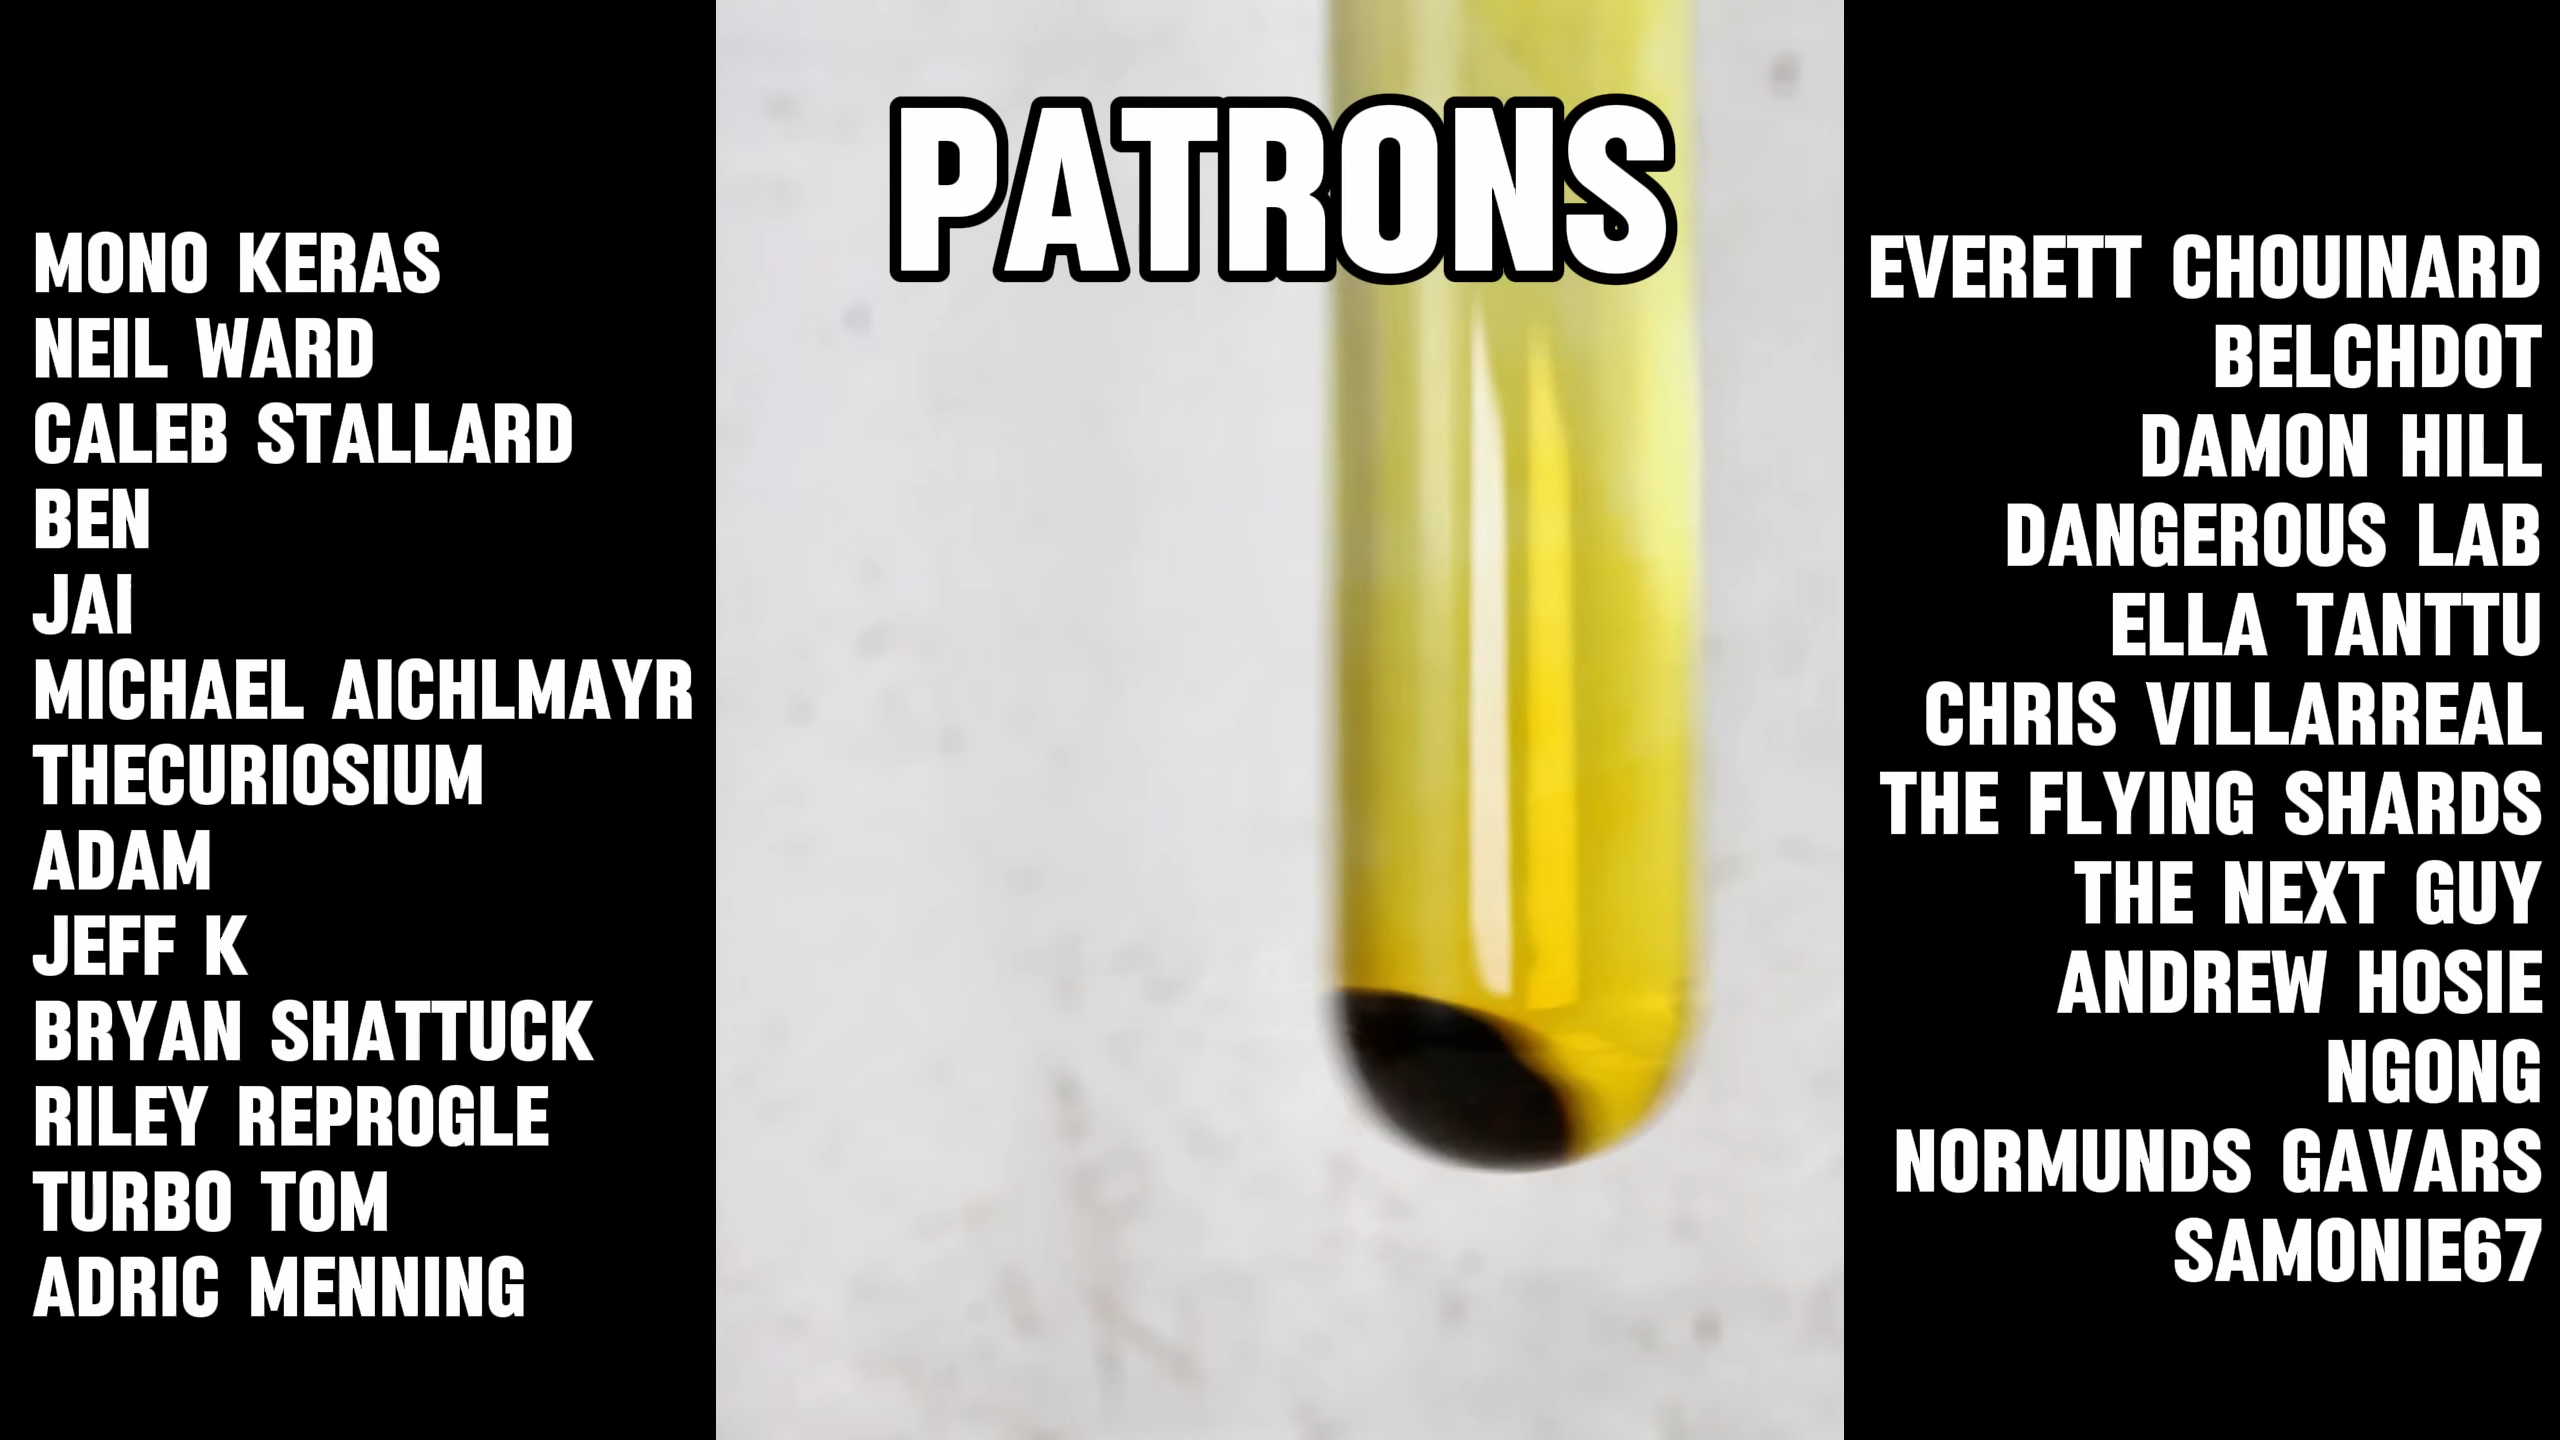 PATRONS
MONO KERAS
NEIL WARD
CALEB STALLARD
BEN
JAI
MICHAEL AICHLMAYR
THECURIOSIUM
ADAM
JEFF K
BRYAN SHATTUCK
RILEY REPROGLE
TURBO TOM
ADRIC MENNING
EVERETT CHOUINARD
BELCHDOT
DAMON HILL
DANGEROUS LAB
ELLA TANTTU
CHRIS VILLARREAL
THE FLYING SHARDS
THE NEXT GUY
ANDREW HOSIE
NGONG
NORMUNDS GAVARS
SAMONIE67